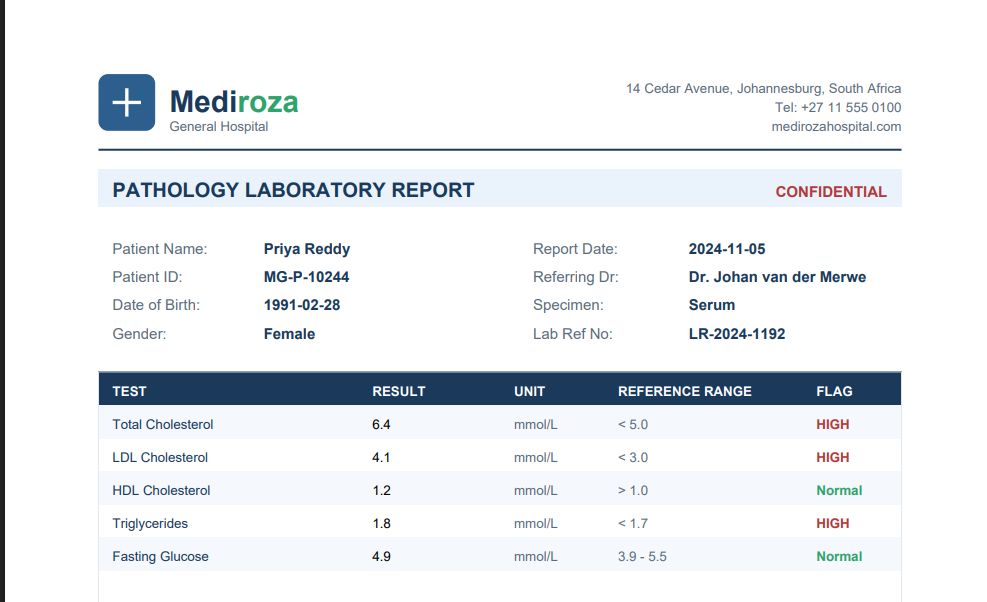 Mediroza
General Hospital
14 Cedar Avenue, Johannesburg, South Africa
Tel: +27 11 555 0100
medirozahospital.com
PATHOLOGY LABORATORY REPORT CONFIDENTIAL
Patient Name: Priya Reddy Report Date: 2024-11-05
Patient ID: MG-P-10244 Referring Dr: Dr. Johan van der Merwe
Date of Birth: 1991-02-28 Specimen: Serum
Gender: Female Lab Ref No: LR-2024-1192
TEST RESULT UNIT REFERENCE RANGE FLAG
Total Cholesterol 6.4 mmol/L < 5.0 HIGH
LDL Cholesterol 4.1 mmol/L < 3.0 HIGH
HDL Cholesterol 1.2 mmol/L > 1.0 Normal
Triglycerides 1.8 mmol/L < 1.7 HIGH
Fasting Glucose 4.9 mmol/L 3.9 - 5.5 Normal